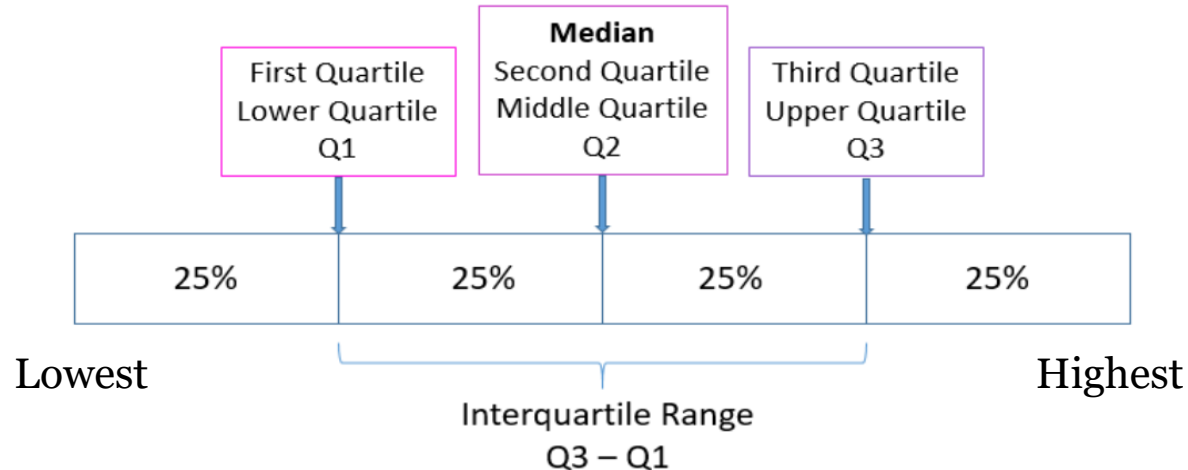 Median
First Quartile
Lower Quartile
Q1
Second Quartile
Middle Quartile
Q2
Third Quartile
Upper Quartile
Q3
25%
25%
25%
25%
Lowest
Highest
Interquartile Range
Q3 – Q1